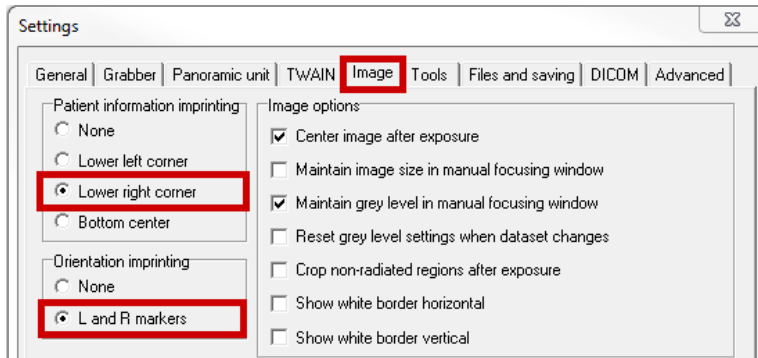 Settings
General Grabber Panoramic unit TWAIN Image Tools Files and saving DICOM Advanced
Patient information imprinting
None
Lower left corner
Lower right corner
Bottom center
Orientation imprinting
None
L and R markers
Image options
Center image after exposure
Maintain image size in manual focusing window
Maintain grey level in manual focusing window
Reset grey level settings when dataset changes
Crop non-radiated regions after exposure
Show white border horizontal
Show white border vertical